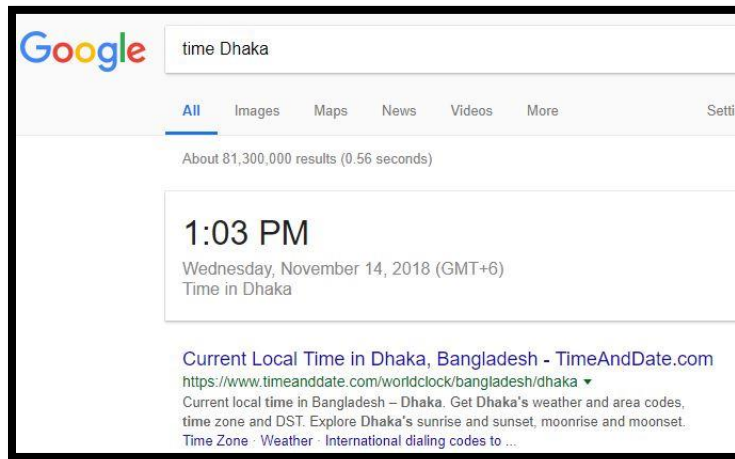 Google
time Dhaka
All Images Maps News Videos More
About 81,300,000 results (0.56 seconds)
1:03 PM
Wednesday, November 14, 2018 (GMT+6)
Time in Dhaka
Current Local Time in Dhaka, Bangladesh - TimeAndDate.com
https://www.timeanddate.com/worldclock/bangladesh/dhaka
Current local time in Bangladesh – Dhaka. Get Dhaka's weather and area codes,
time zone and DST. Explore Dhaka's sunrise and sunset, moonrise and moonset.
Time Zone · Weather · International dialing codes to ...